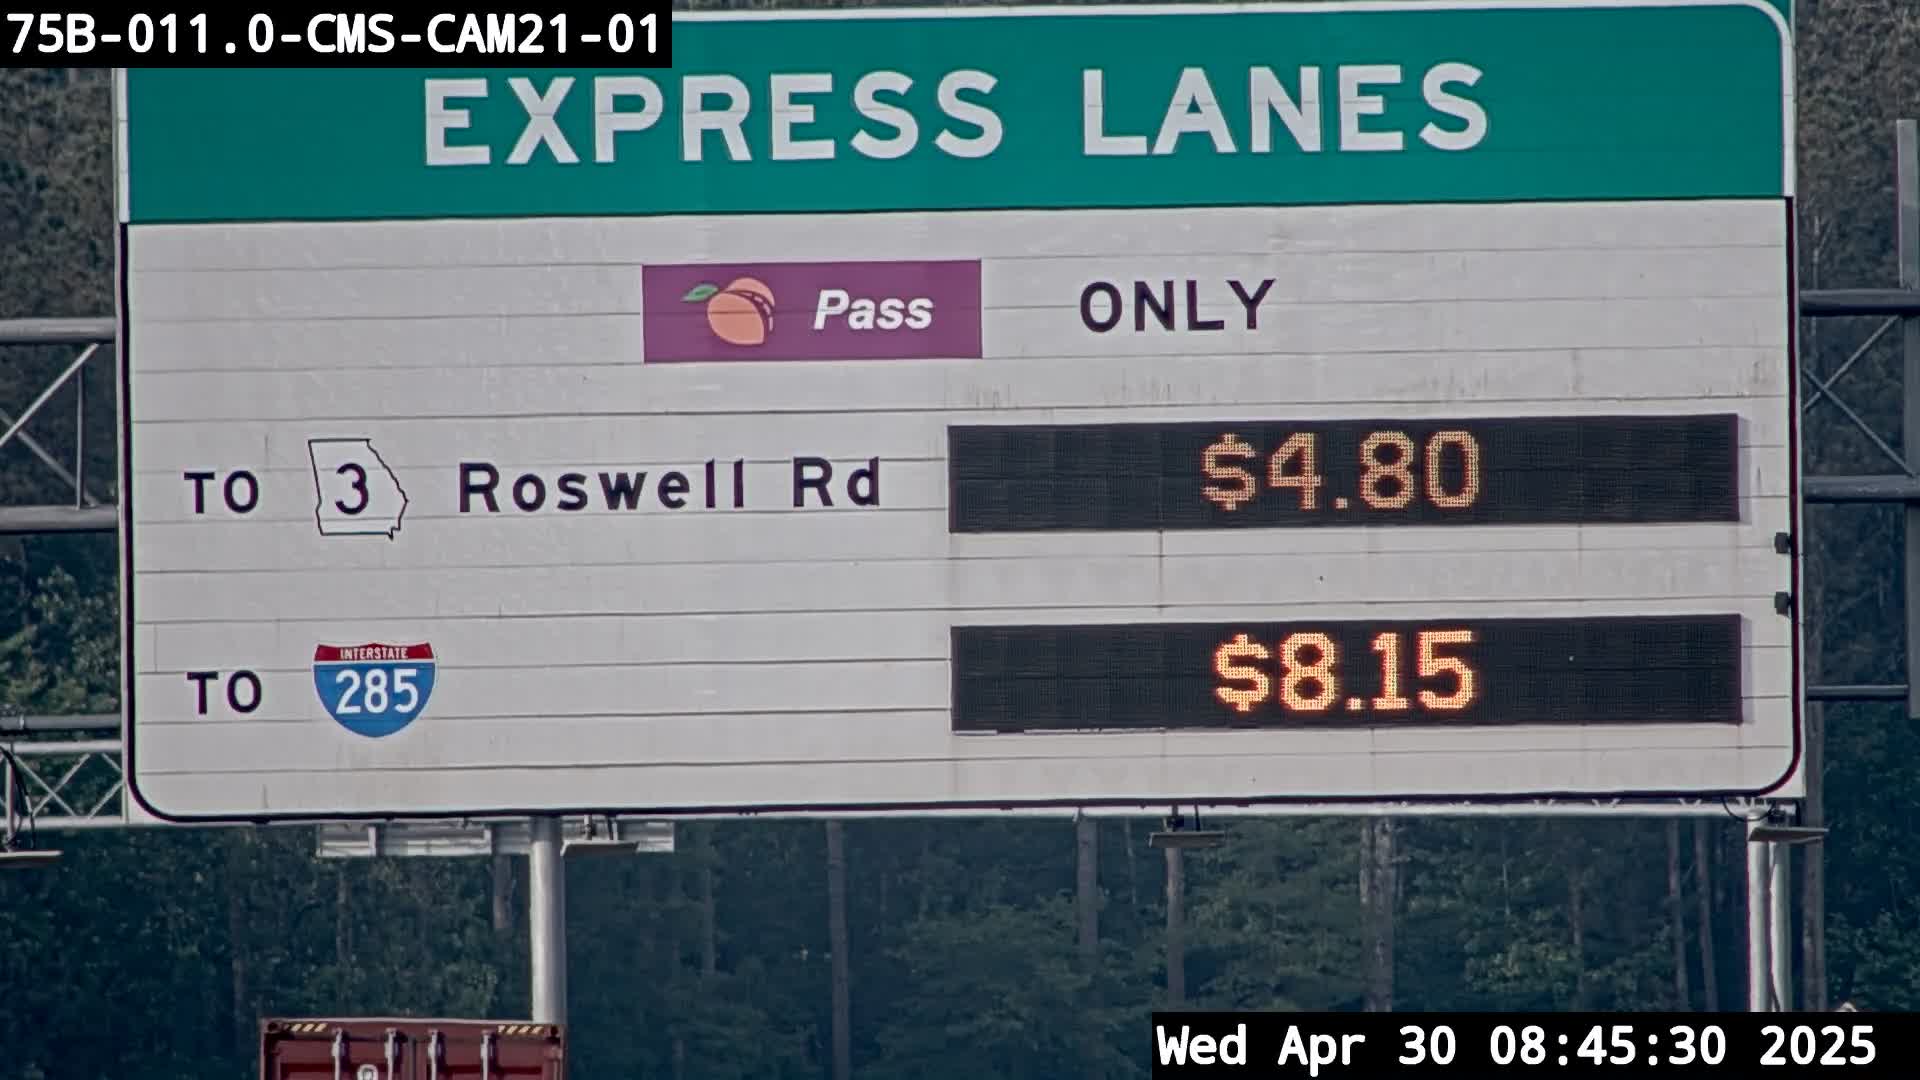 75B-011.0-CMS-CAM21-01
EXPRESS LANES
Pass ONLY
TO 3 Roswell Rd $4.80
INTERSTATE
TO 285 $8.15
Wed Apr 30 08:45:30 2025